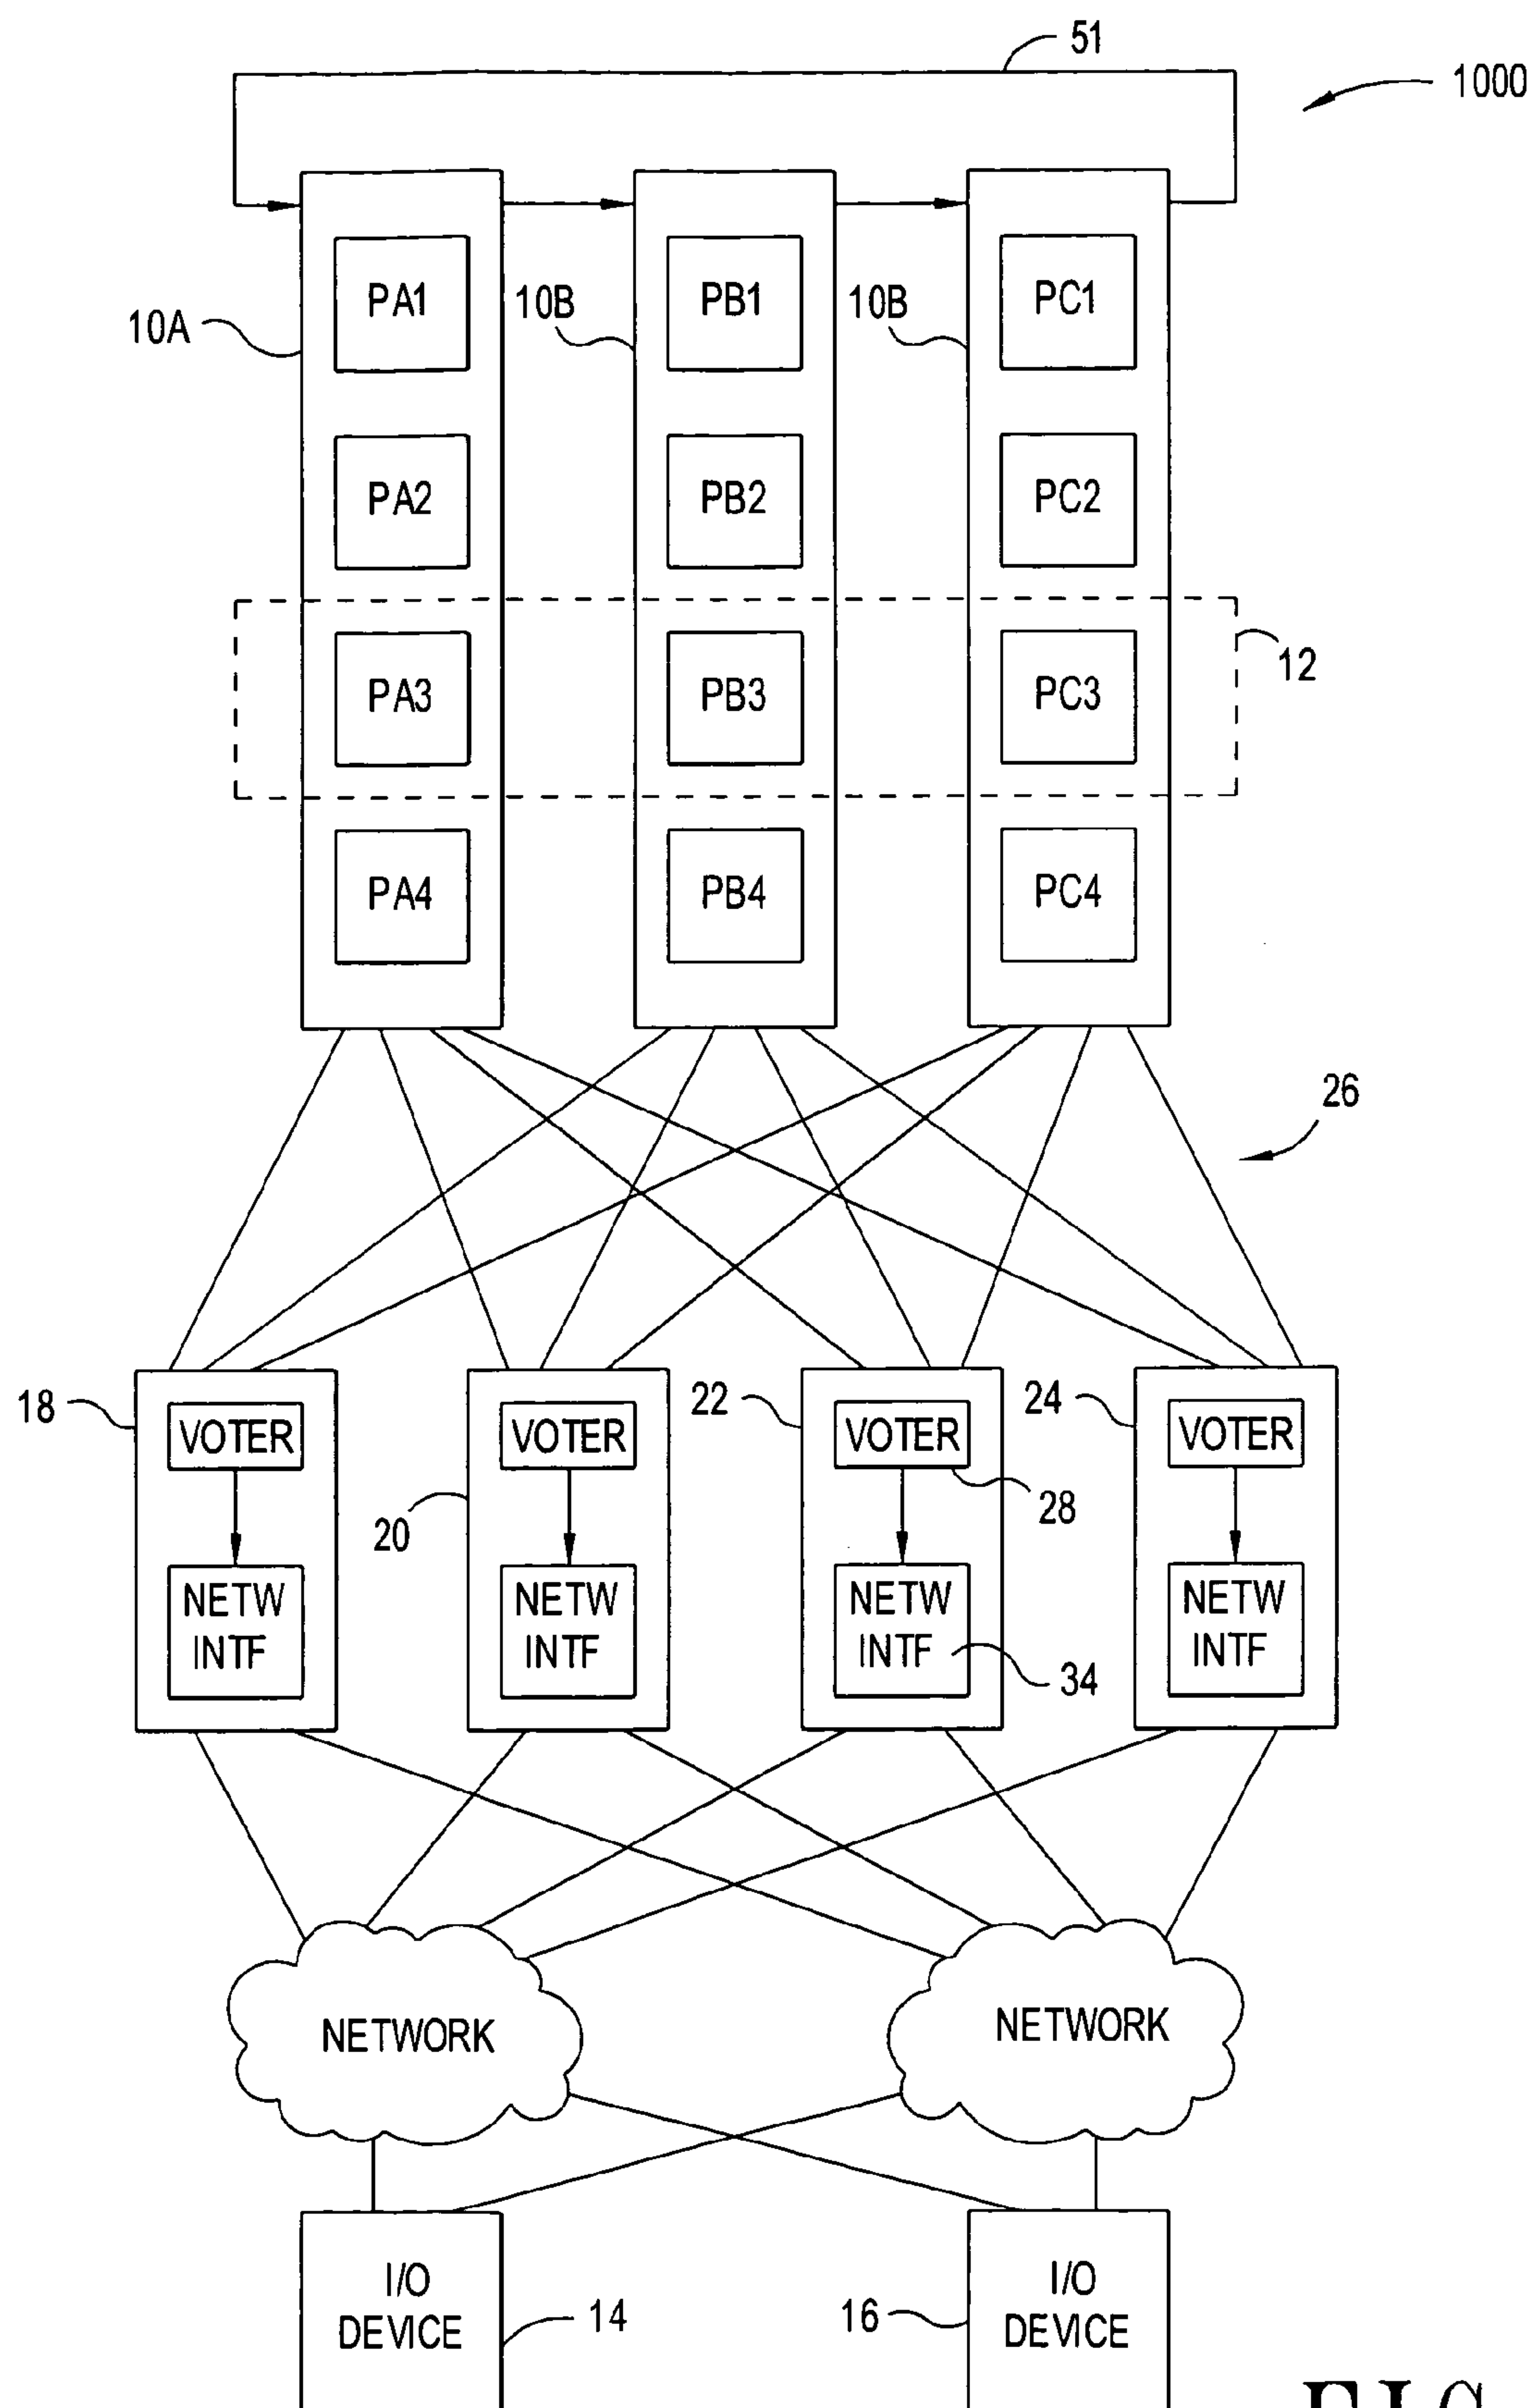 51
1000
PA1
PB1
PC1
10A
10B
10B
PA2
PB2
PC2
PA3
PB3
PC3
12
PA4
PB4
PC4
26
18
VOTER
VOTER
22
VOTER
24
VOTER
20
28
NETW
INTF
NETW
INTF
NETW
INTF
34
NETW
INTF
NETWORK
NETWORK
I/O
DEVICE
14
16
I/O
DEVICE